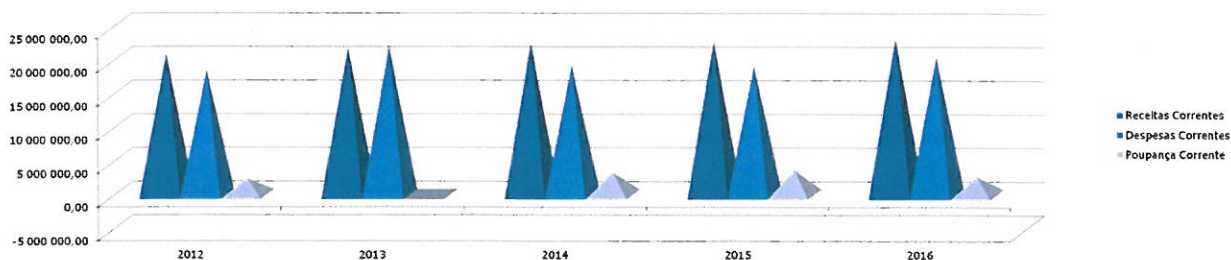 25 000 000,00
20 000 000,00
15 000 000,00
10 000 000,00
5 000 000,00
0,00
-5 000 000,00
2012 2013 2014 2015 2016
Receitas Correntes
Despesas Correntes
Poupança Corrente